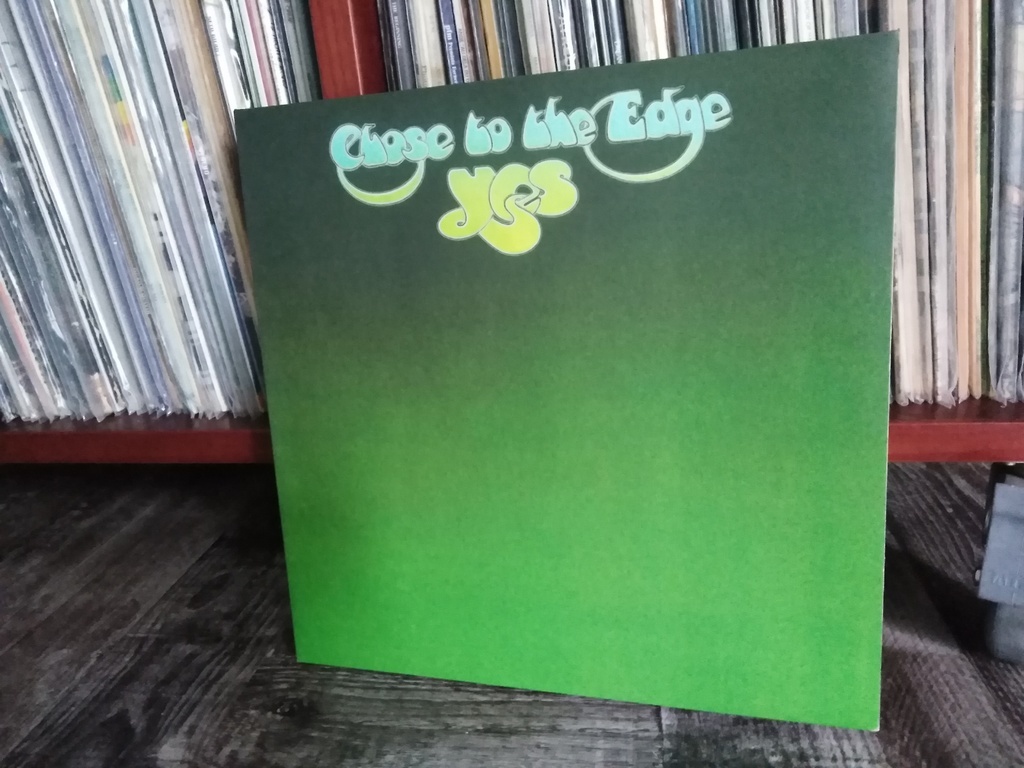 Close to the Edge
yes